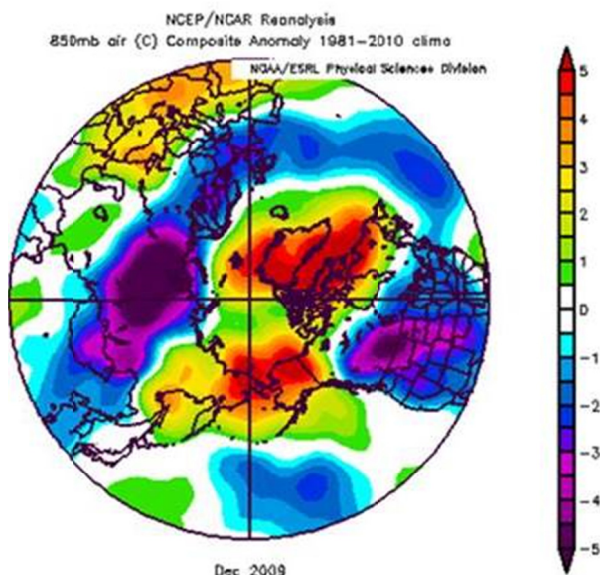 NCEP/NCAR Reanalysis
850mb air (C) Composite Anomaly 1981-2010 clima
NOAA/ESRL Physical Sciences Division
5
4
3
2
1
0
-1
-2
-3
-4
-5
Dec 2009